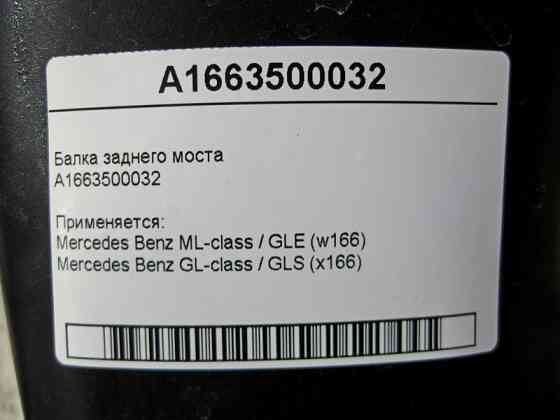 A1663500032
Балка заднего моста
A1663500032
Применяется:
Mercedes Benz ML-class / GLE (w166)
Mercedes Benz GL-class / GLS (x166)